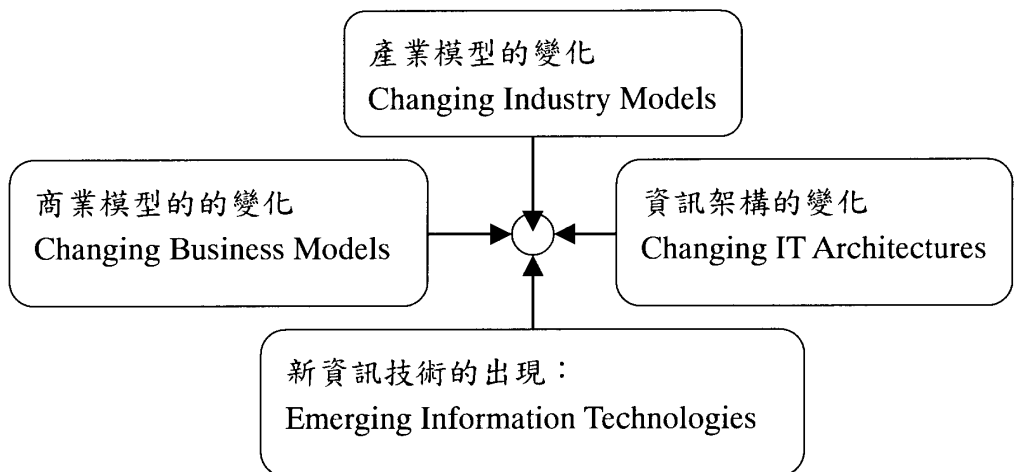 產業模型的變化
Changing Industry Models
商業模型的的變化
Changing Business Models
資訊架構的變化
Changing IT Architectures
新資訊技術的出現：
Emerging Information Technologies